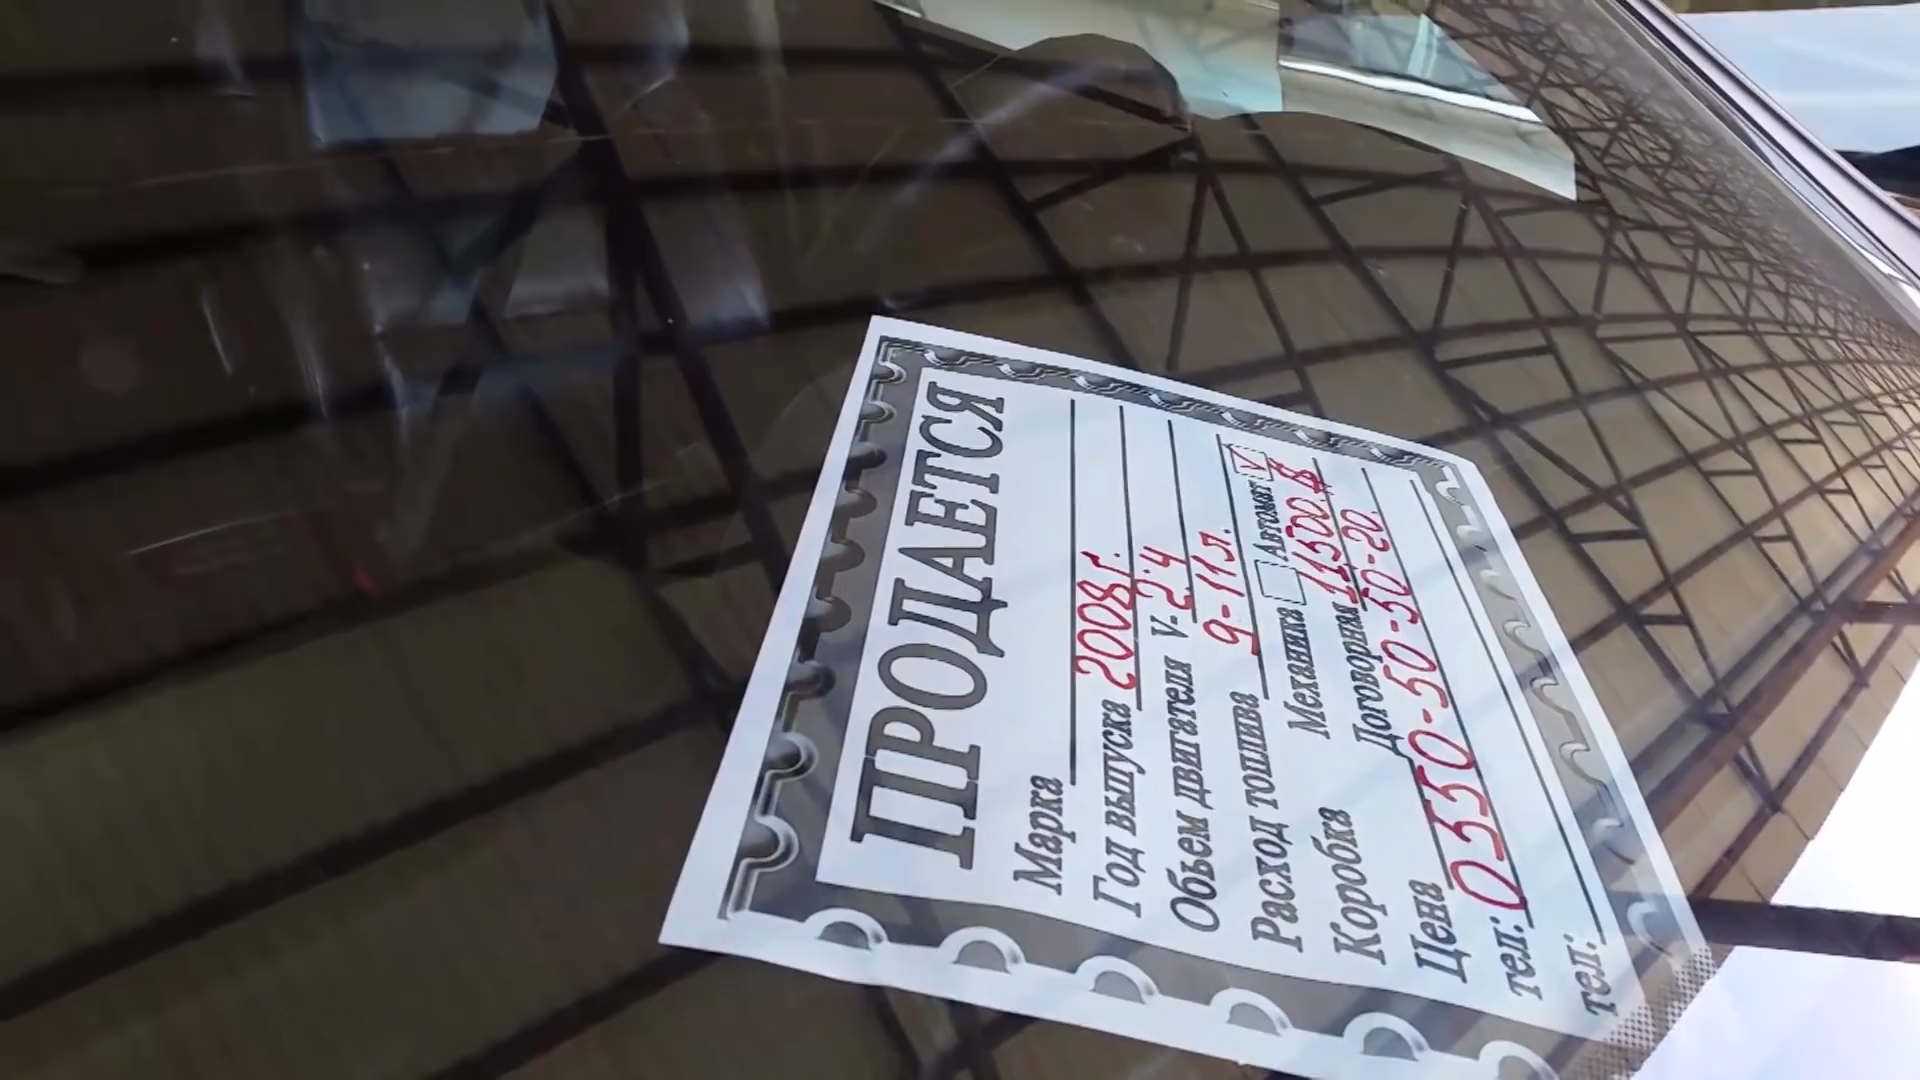 ПРОДАЕТСЯ
Марка
Год выпуска 2008г.
Объем двигателя V- 2.4
Расход топлива 9-11л.
Коробка Механика Автомат V
Цена Договорная 11500 $
тел: 0550-50-50-20.
тел: